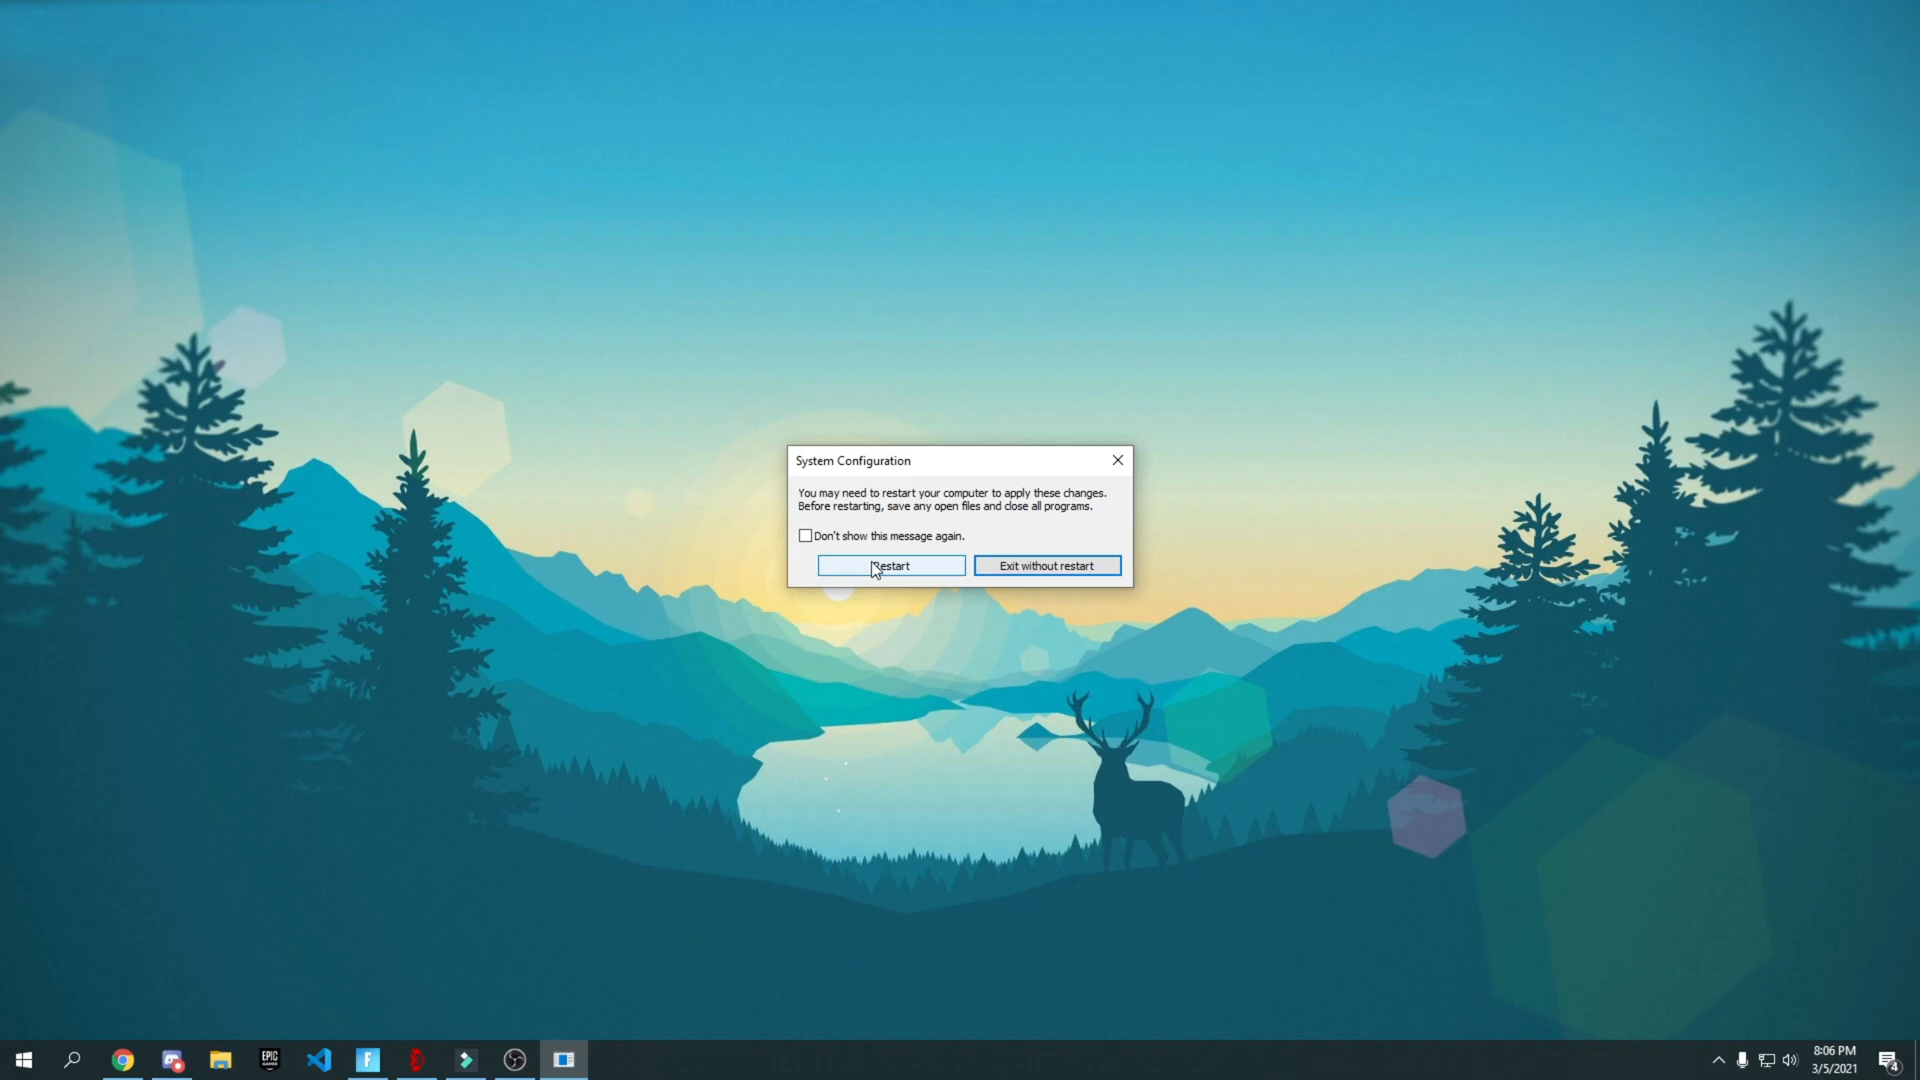 System Configuration
You may need to restart your computer to apply these changes.
Before restarting, save any open files and close all programs.
Don't show this message again.
Restart
Exit without restart
EPIC
GAMES
F
8:06 PM
3/5/2021
4